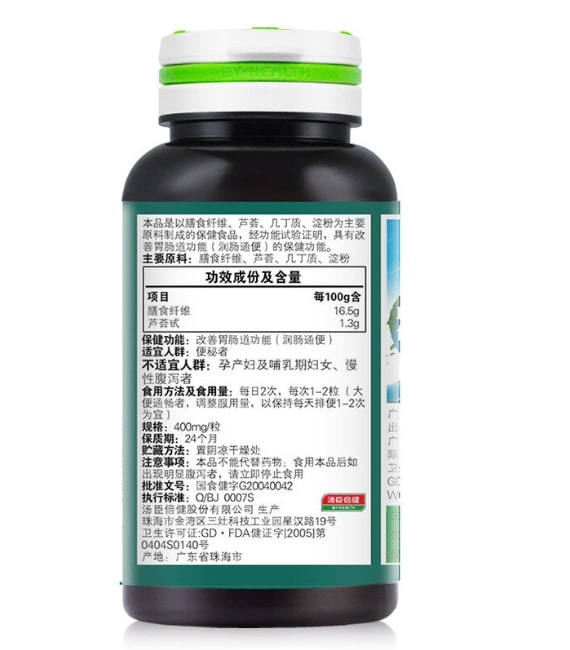 BY-HEALTH
本品是以膳食纤维、芦荟、几丁质、淀粉为主要
原料制成的保健食品，经功能试验证明，具有改
善胃肠道功能（润肠通便）的保健功能。
主要原料：膳食纤维、芦荟、几丁质、淀粉
功效成份及含量
项目 每100g含
膳食纤维 16.5g
芦荟甙 1.3g
保健功能：改善胃肠道功能（润肠通便）
适宜人群：便秘者
不适宜人群：孕产妇及哺乳期妇女、慢
性腹泻者
食用方法及食用量：每日2次，每次1-2粒（大
便通畅者，调整服用量，以保持每天排便1-2次
为宜）
规格：400mg/粒
保质期：24个月
贮藏方法：置阴凉干燥处
注意事项：本品不能代替药物；食用本品后如
出现明显腹泻者，请立即停止食用
批准文号：国食健字G20040042
执行标准：Q/BJ 0007S
汤臣倍健
BY-HEALTH
汤臣倍健股份有限公司 生产
珠海市金湾区三灶科技工业园星汉路19号
卫生许可证:GD·FDA健证字[2005]第
0404S0140号
产地：广东省珠海市
广
出
广
际
卫
GD
W